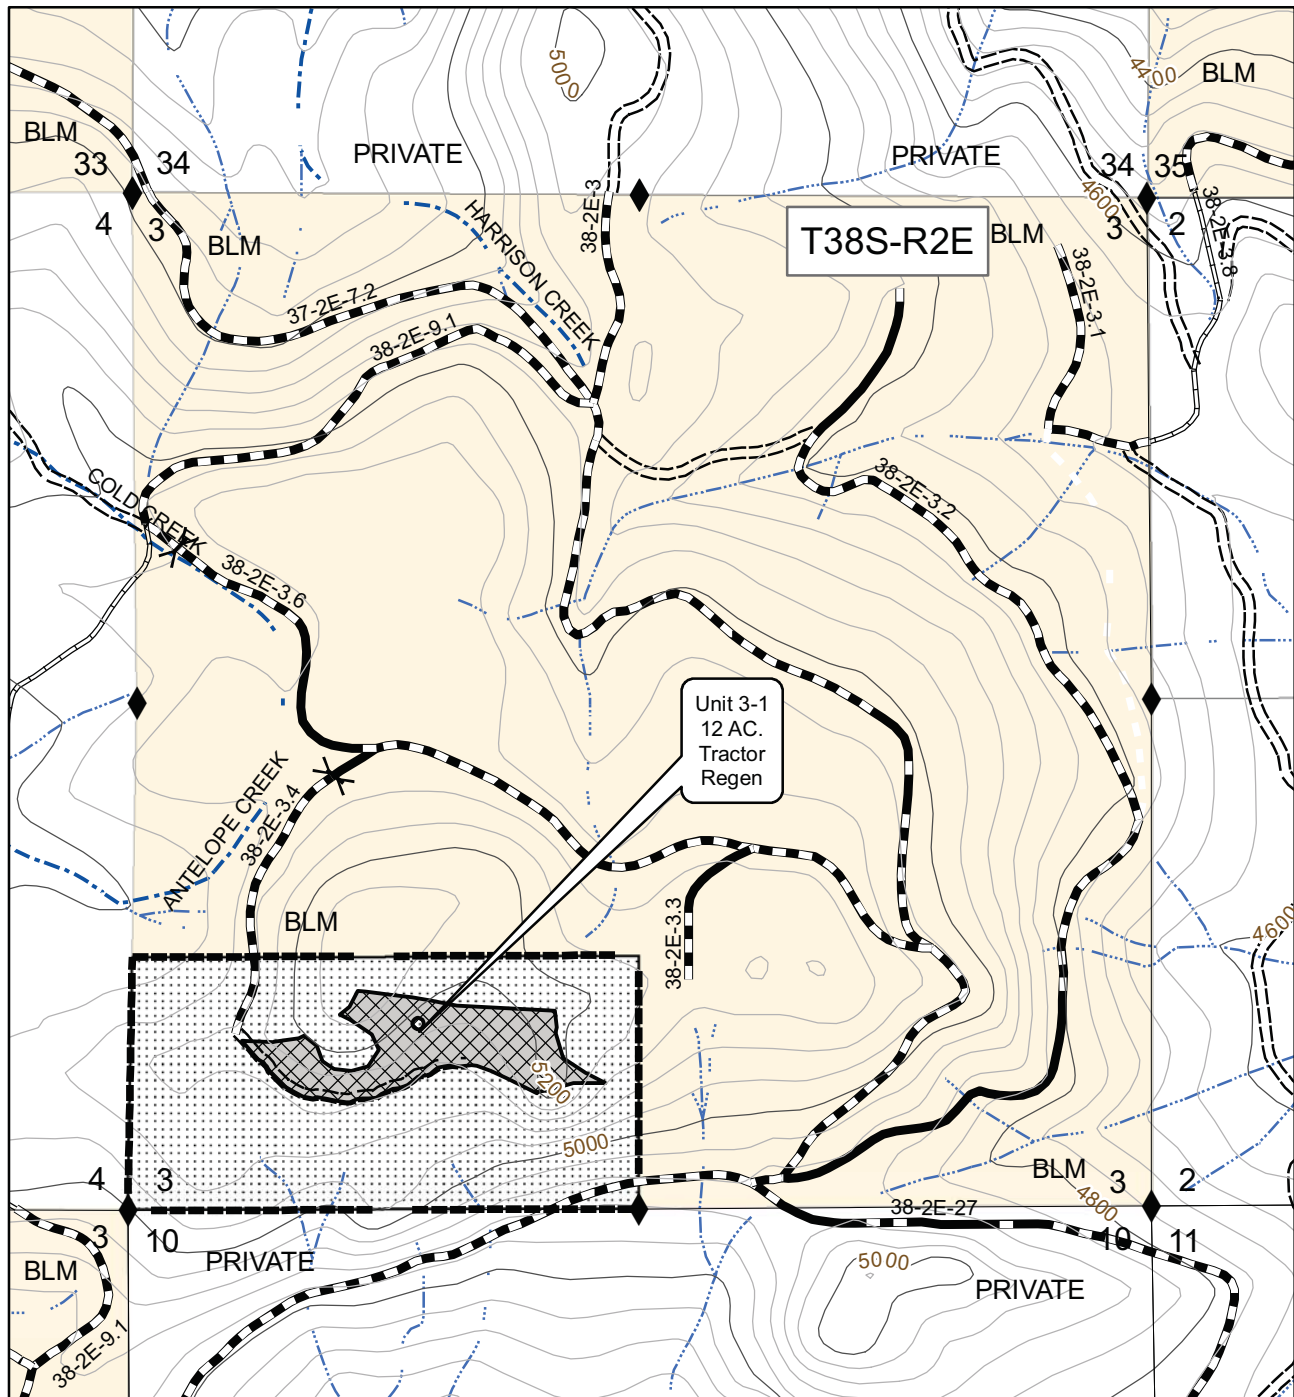 5000
4400
BLM
BLM
PRIVATE
PRIVATE
33
34
34
35
4600
38-2E-3
38-2E-3.8
HARRISON CREEK
4
3
BLM
T38S-R2E
BLM
3
2
38-2E-3.1
37-2E-7.2
38-2E-9.1
COLD CREEK
38-2E-3.2
38-2E-3.6
Unit 3-1
12 AC.
Tractor
Regen
ANTELOPE CREEK
38-2E-3.4
BLM
38-2E-3.3
4600
5200
5000
4
3
BLM
3
2
4800
38-2E-27
3
10
10
11
PRIVATE
BLM
5000
PRIVATE
38-2E-9.1